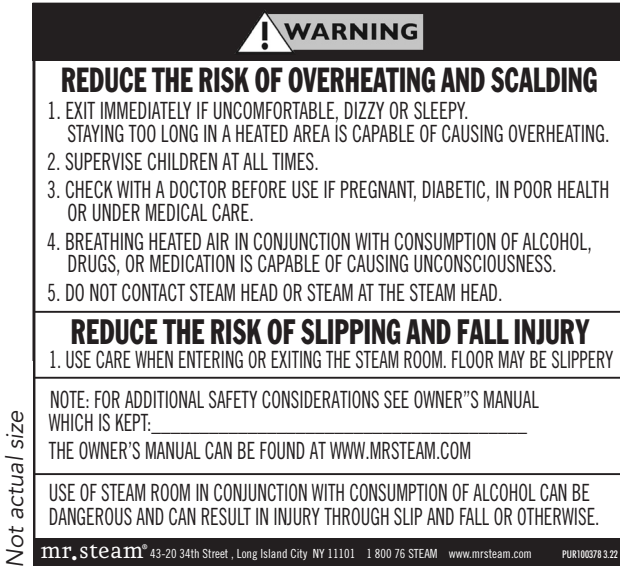 WARNING
REDUCE THE RISK OF OVERHEATING AND SCALDING
1. EXIT IMMEDIATELY IF UNCOMFORTABLE, DIZZY OR SLEEPY.
STAYING TOO LONG IN A HEATED AREA IS CAPABLE OF CAUSING OVERHEATING.
2. SUPERVISE CHILDREN AT ALL TIMES.
3. CHECK WITH A DOCTOR BEFORE USE IF PREGNANT, DIABETIC, IN POOR HEALTH
OR UNDER MEDICAL CARE.
4. BREATHING HEATED AIR IN CONJUNCTION WITH CONSUMPTION OF ALCOHOL,
DRUGS, OR MEDICATION IS CAPABLE OF CAUSING UNCONSCIOUSNESS.
5. DO NOT CONTACT STEAM HEAD OR STEAM AT THE STEAM HEAD.
REDUCE THE RISK OF SLIPPING AND FALL INJURY
1. USE CARE WHEN ENTERING OR EXITING THE STEAM ROOM. FLOOR MAY BE SLIPPERY
NOTE: FOR ADDITIONAL SAFETY CONSIDERATIONS SEE OWNER"S MANUAL
WHICH IS KEPT:______________________________________
THE OWNER'S MANUAL CAN BE FOUND AT WWW.MRSTEAM.COM
USE OF STEAM ROOM IN CONJUNCTION WITH CONSUMPTION OF ALCOHOL CAN BE
DANGEROUS AND CAN RESULT IN INJURY THROUGH SLIP AND FALL OR OTHERWISE.
mr.steam® 43-20 34th Street , Long Island City NY 11101 1 800 76 STEAM www.mrsteam.com PUR100378 3.22
Not actual size